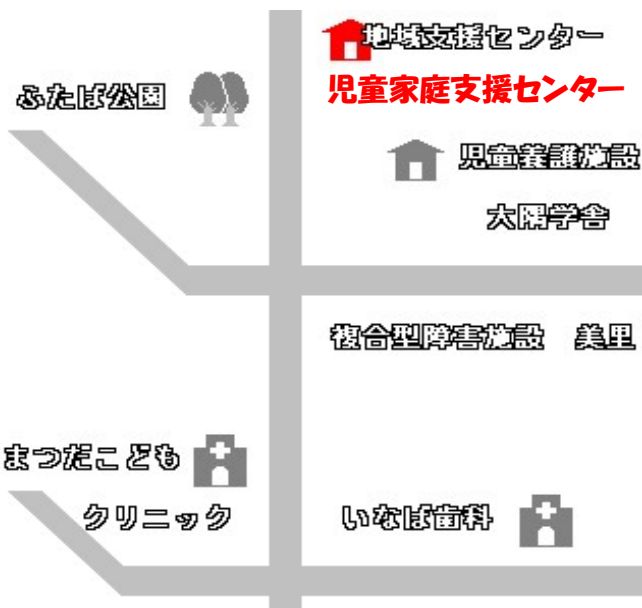 地域支援センター
児童家庭支援センター
ふたば公園
児童養護施設
大隅学舎
複合型障害施設　美里
まつだこども
クリニック
いなば歯科